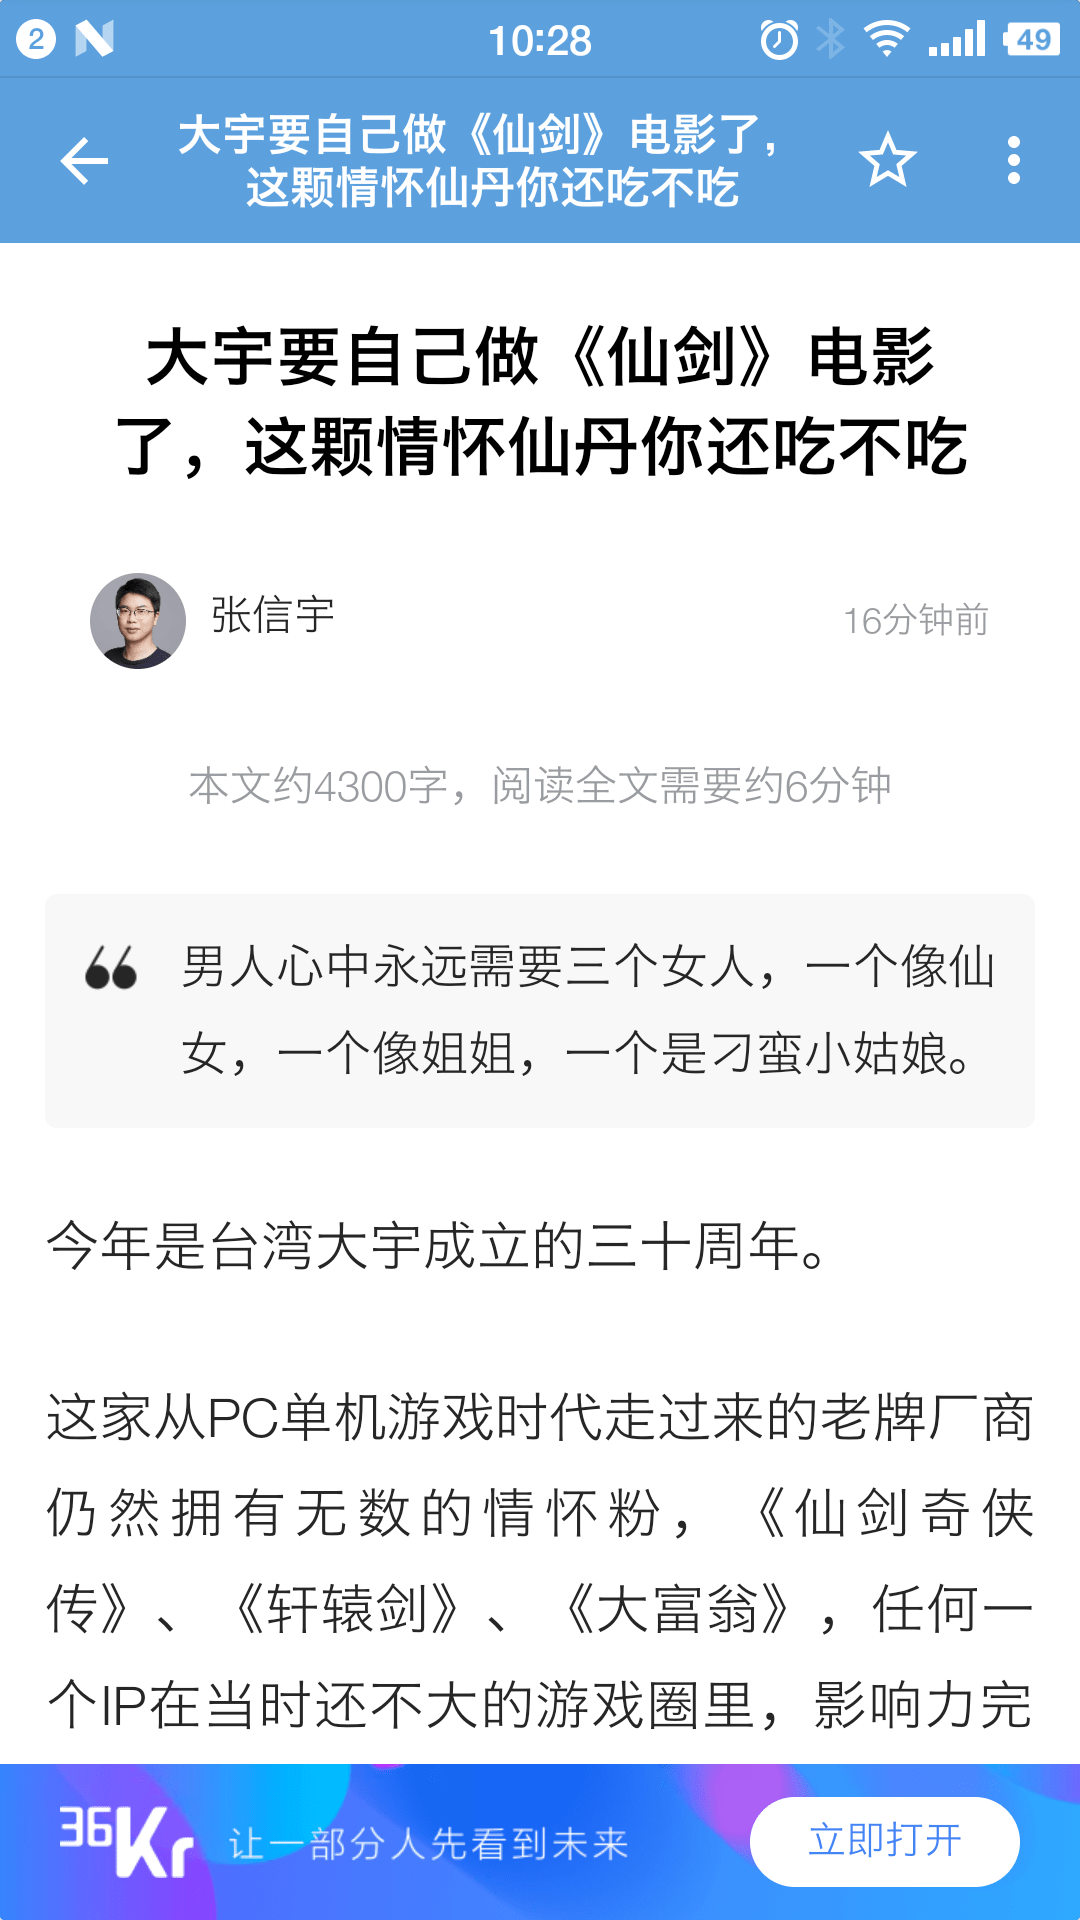 2
10:28
49
大宇要自己做《仙剑》电影了，
这颗情怀仙丹你还吃不吃
大宇要自己做《仙剑》电影
了，这颗情怀仙丹你还吃不吃
张信宇
16分钟前
本文约4300字，阅读全文需要约6分钟
男人心中永远需要三个女人，一个像仙
女，一个像姐姐，一个是刁蛮小姑娘。
今年是台湾大宇成立的三十周年。
这家从PC单机游戏时代走过来的老牌厂商
仍然拥有无数的情怀粉，《仙剑奇侠
传》、《轩辕剑》、《大富翁》，任何一
个IP在当时还不大的游戏圈里，影响力完
36Kr
让一部分人先看到未来
立即打开